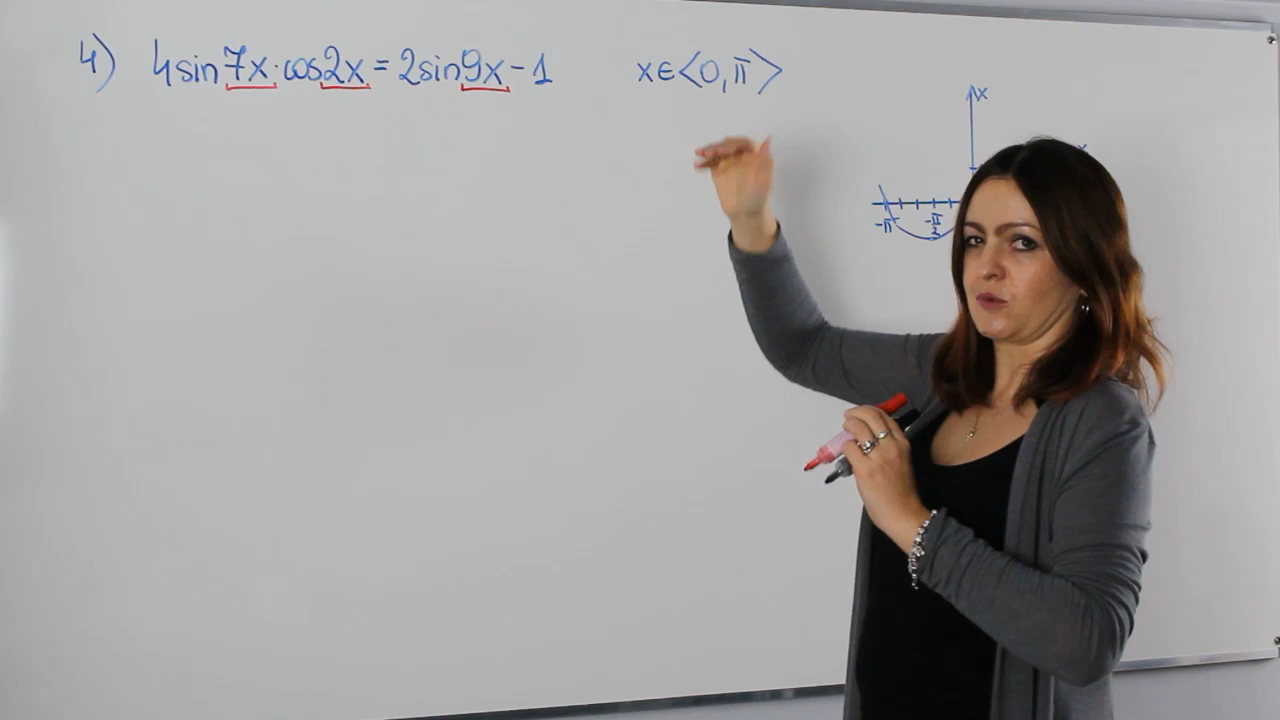 4) 4sin7x·cos2x=2sin9x-1 x∈<0,π>
x
-π -π/2